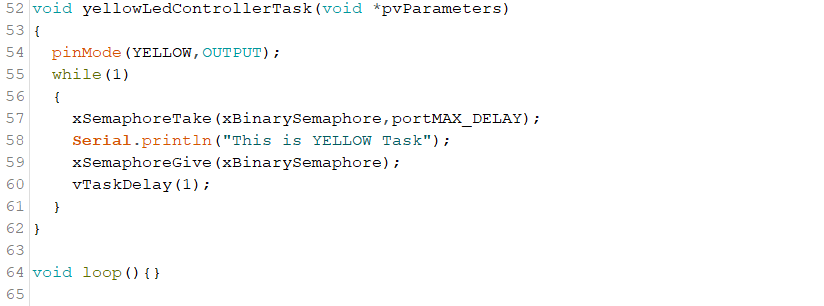 52 void yellowLedControllerTask(void *pvParameters)
53 {
54   pinMode(YELLOW,OUTPUT);
55   while(1)
56   {
57     xSemaphoreTake(xBinarySemaphore,portMAX_DELAY);
58     Serial.println("This is YELLOW Task");
59     xSemaphoreGive(xBinarySemaphore);
60     vTaskDelay(1);
61   }
62 }
63
64 void loop(){}
65